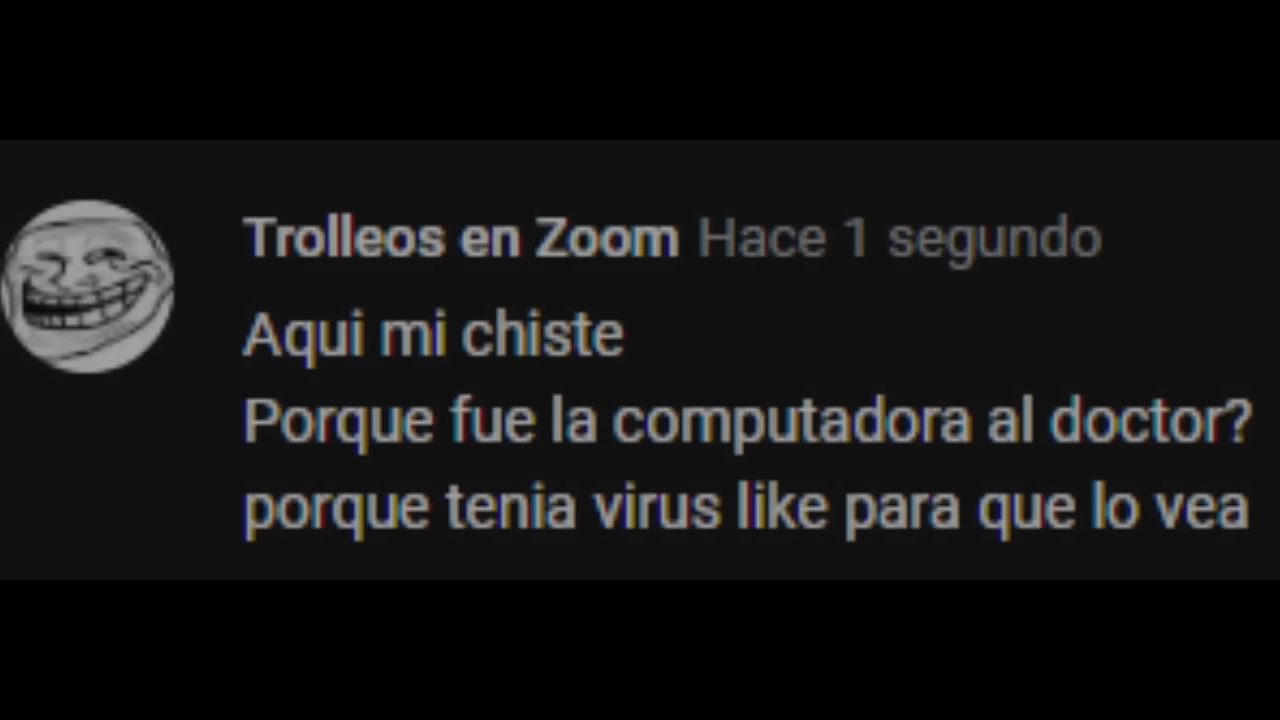 Trolleos en Zoom Hace 1 segundo
Aqui mi chiste
Porque fue la computadora al doctor?
porque tenia virus like para que lo vea